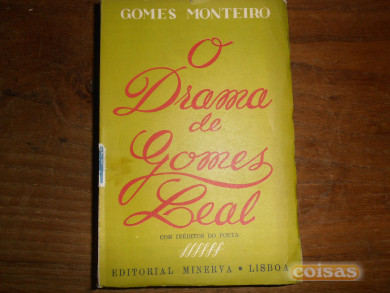 GOMES MONTEIRO
O
Drama
de
Gomes
Leal
COM INÉDITOS DO POETA
EDITORIAL MINERVA • LISBOA
coisas